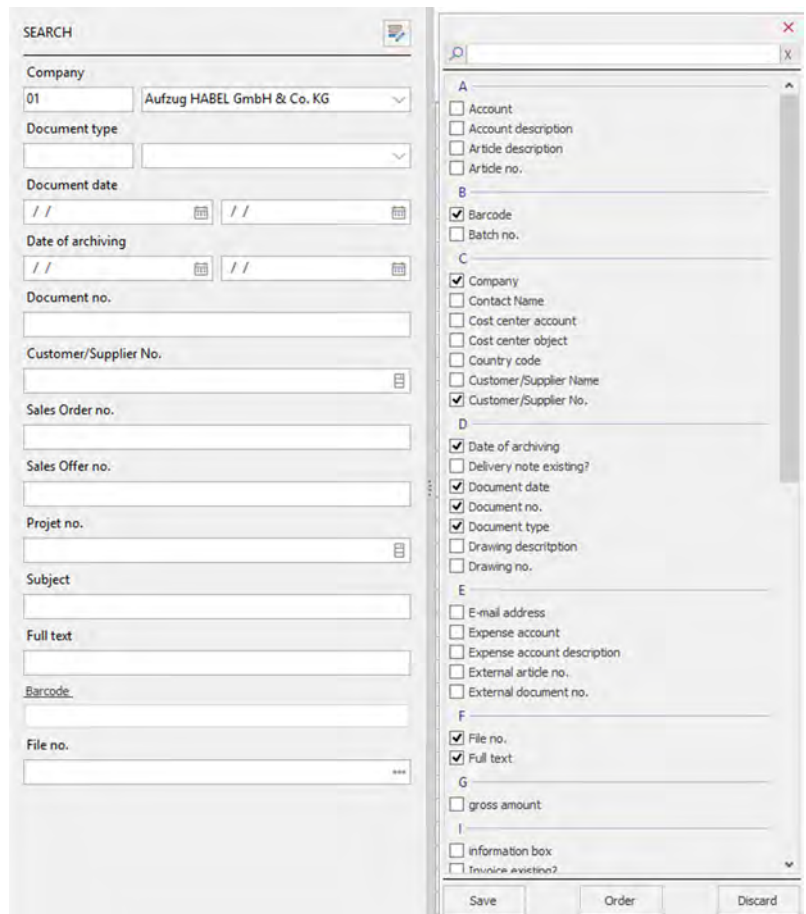 SEARCH
Company
01 Aufzug HABEL GmbH & Co. KG
Document type
Document date
/ / / /
Date of archiving
/ / / /
Document no.
Customer/Supplier No.
Sales Order no.
Sales Offer no.
Projet no.
Subject
Full text
Barcode
File no.
X
A
Account
Account description
Article description
Article no.
B
Barcode
Batch no.
C
Company
Contact Name
Cost center account
Cost center object
Country code
Customer/Supplier Name
Customer/Supplier No.
D
Date of archiving
Delivery note existing?
Document date
Document no.
Document type
Drawing descritption
Drawing no.
E
E-mail address
Expense account
Expense account description
External article no.
External document no.
F
File no.
Full text
G
gross amount
I
information box
Invoice existing?
Save Order Discard